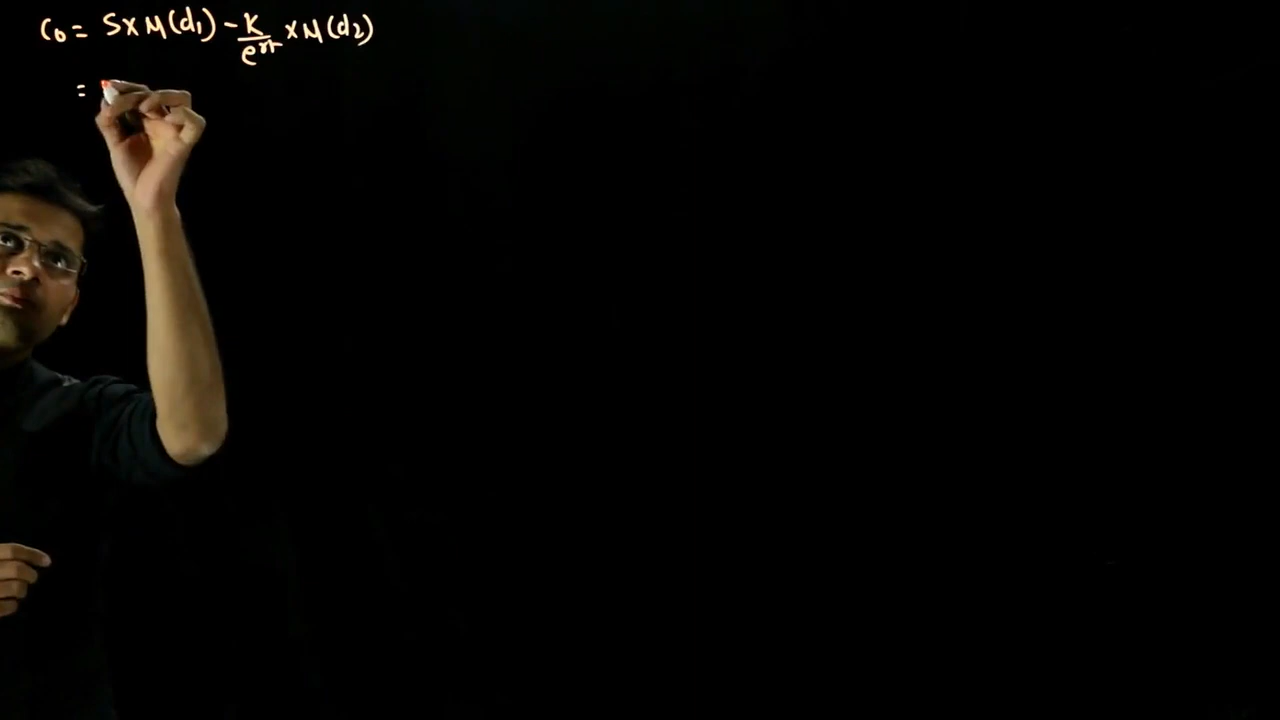 C₀ = S × N(d₁) − K/e^rt × N(d₂)
=